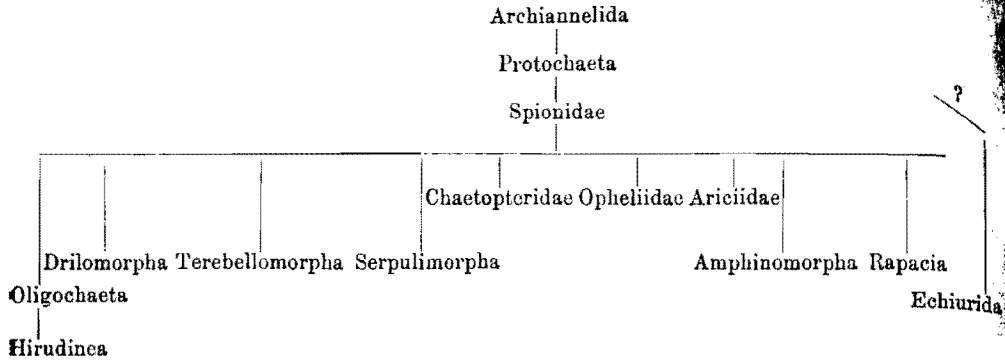 Archiannelida
Protochaeta
?
Spionidae
Chaetopteridae Opheliidae Ariciidae
Drilomorpha Terebellomorpha Serpulimorpha Amphinomorpha Rapacia
Oligochaeta Echiurida
Hirudinea